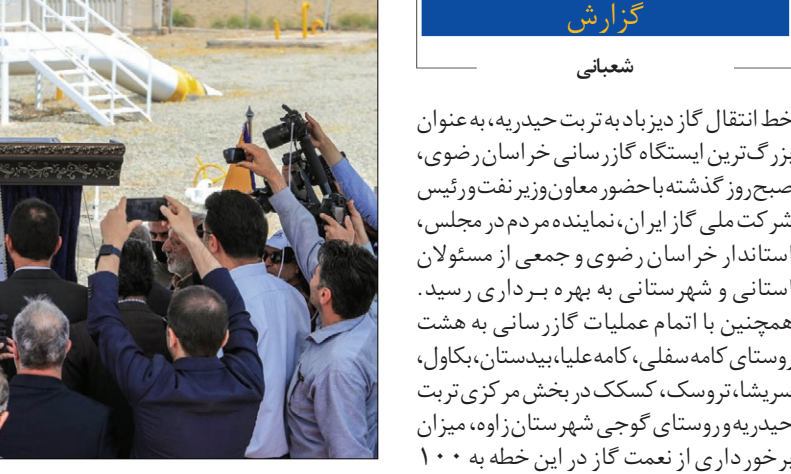 گزارش
شعبانی
خط انتقال گاز دیزباد به تربت حیدریه، به عنوان
بزرگ‌ترین ایستگاه گازرسانی خراسان رضوی،
صبح روز گذشته با حضور معاون وزیر نفت و رئیس
شرکت ملی گاز ایران، نماینده مردم در مجلس،
استاندار خراسان رضوی و جمعی از مسئولان
استانی و شهرستانی به بهره بـرداری رسید.
همچنین با اتمام عملیات گازرسانی به هشت
روستای کامه‌سفلی، کامه‌علیا، بیدستان، بکاول،
سریشا، تروسک، کسکک در بخش مرکزی تربت
حیدریه و روستای گوجی شهرستان زاوه، میزان
برخورداری از نعمت گاز در این خطه به ۱۰۰